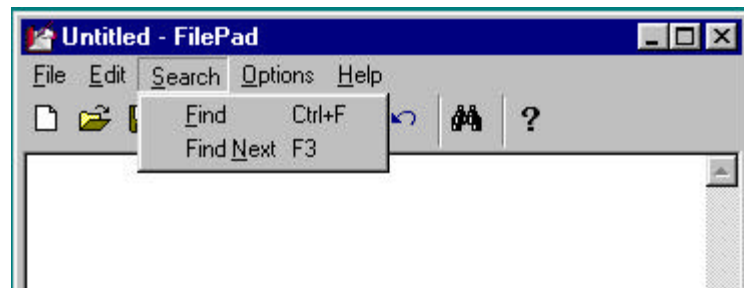 Untitled - FilePad
File Edit Search Options Help
Find Ctrl+F
?
Find Next F3